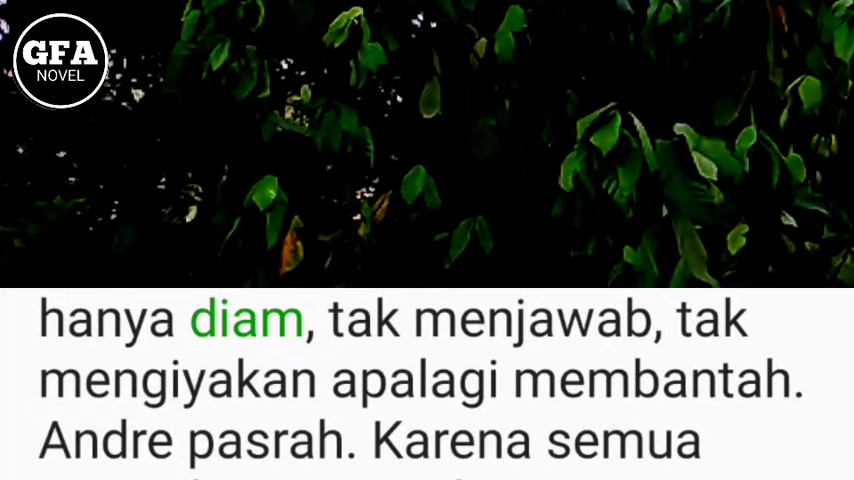 GFA
NOVEL
hanya diam, tak menjawab, tak
mengiyakan apalagi membantah.
Andre pasrah. Karena semua